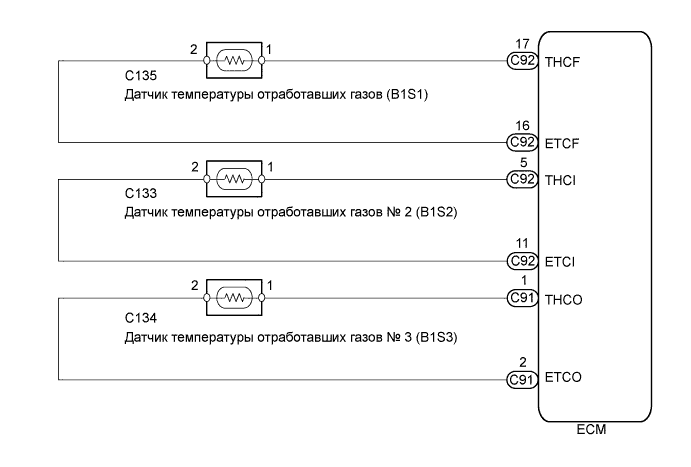 17
2 1
C92 THCF
C135
Датчик температуры отработавших газов (B1S1)
16
C92 ETCF
5
2 1
C92 THCI
C133
Датчик температуры отработавших газов № 2 (B1S2)
11
C92 ETCI
1
2 1
C91 THCO
C134
Датчик температуры отработавших газов № 3 (B1S3)
2
C91 ETCO
ECM